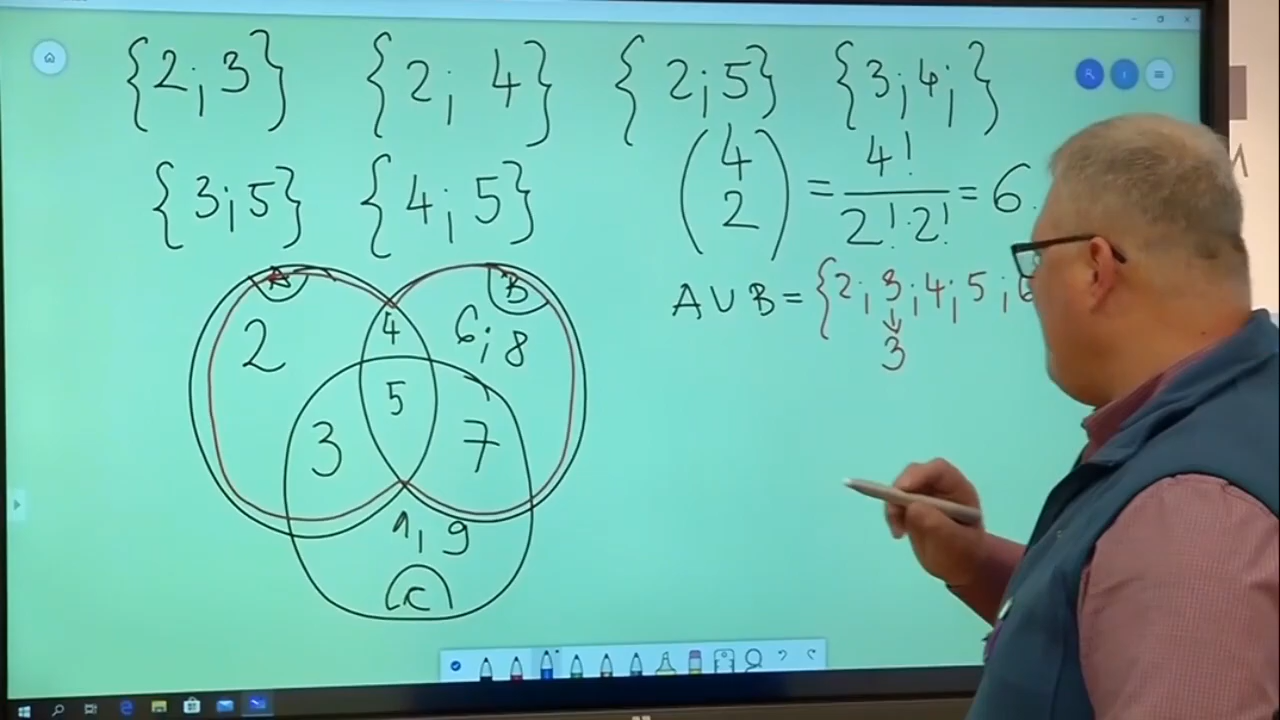 {2; 3} {2; 4} {2; 5} {3; 4; }
{3; 5} {4; 5} (4 2) = 4! / 2! · 2! = 6
A ∪ B = {2; 3; 4; 5; 6
3
A B
2 4 6; 8
5
3 7
1, 9
C